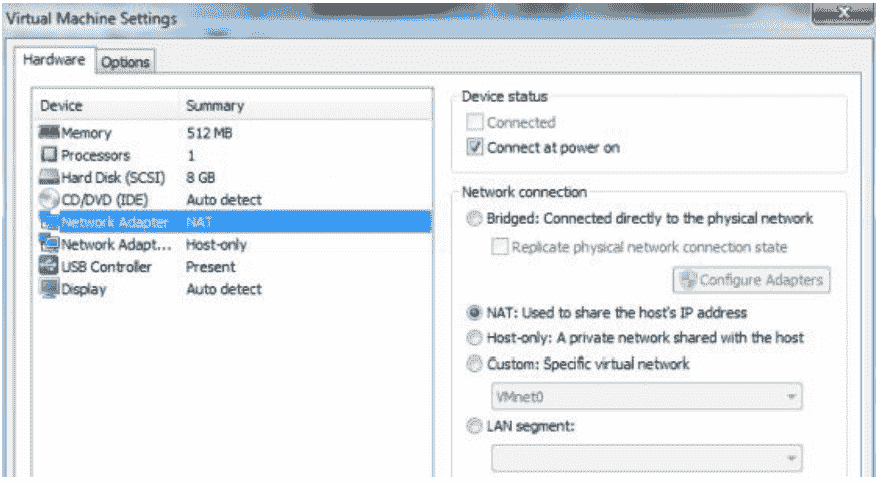 Virtual Machine Settings
Hardware Options
Device Summary
Memory 512 MB
Processors 1
Hard Disk (SCSI) 8 GB
CD/DVD (IDE) Auto detect
Network Adapter NAT
Network Adapt... Host-only
USB Controller Present
Display Auto detect
Device status
Connected
Connect at power on
Network connection
Bridged: Connected directly to the physical network
Replicate physical network connection state
Configure Adapters
NAT: Used to share the host's IP address
Host-only: A private network shared with the host
Custom: Specific virtual network
VMnet0
LAN segment: